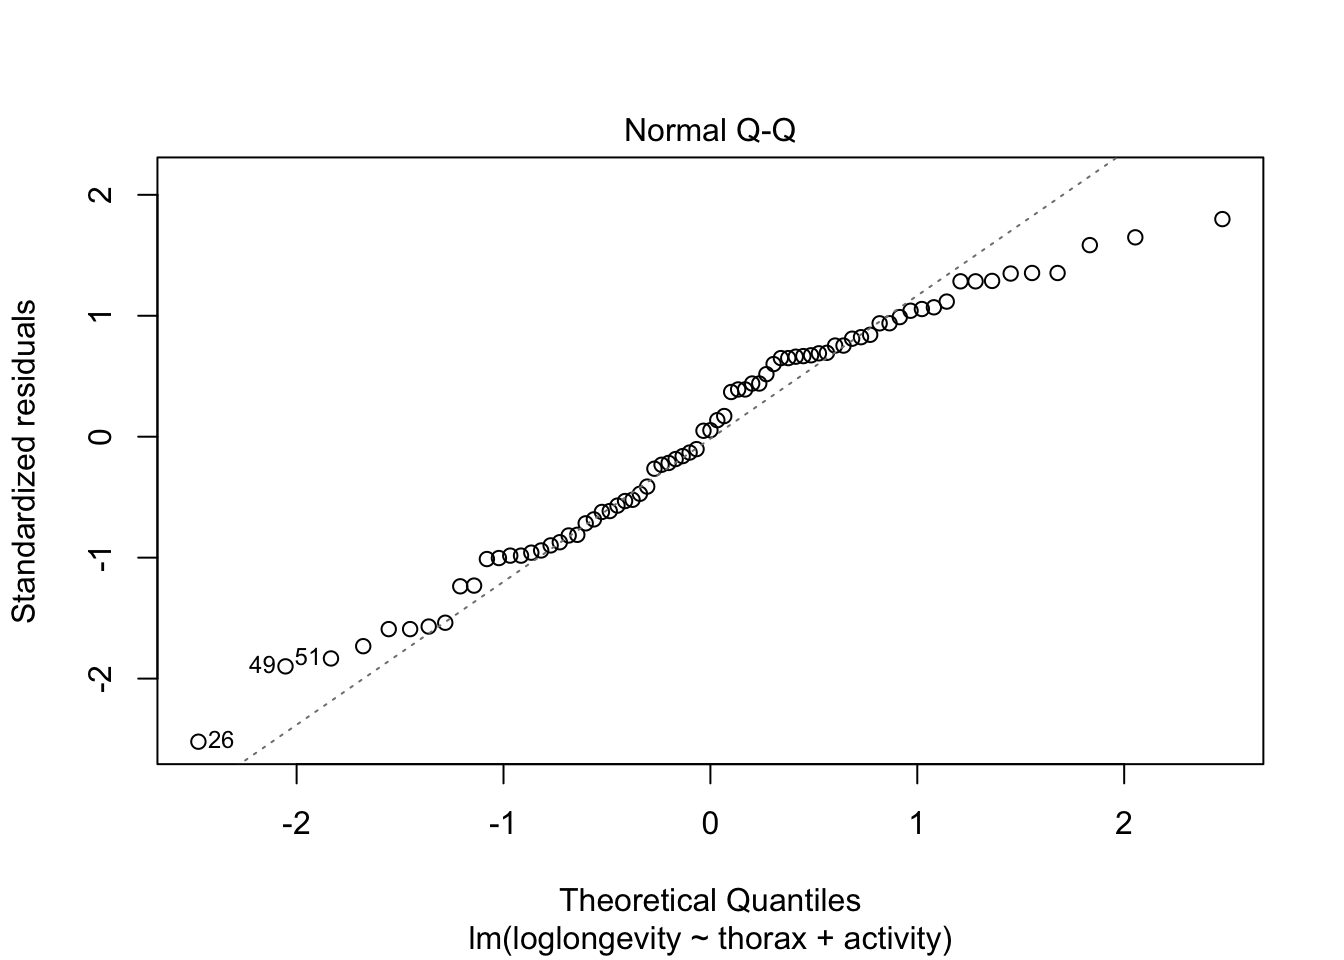 Normal Q-Q
Standardized residuals
2
1
0
-1
-2
49
51
26
-2 -1 0 1 2
Theoretical Quantiles
lm(loglongevity ~ thorax + activity)